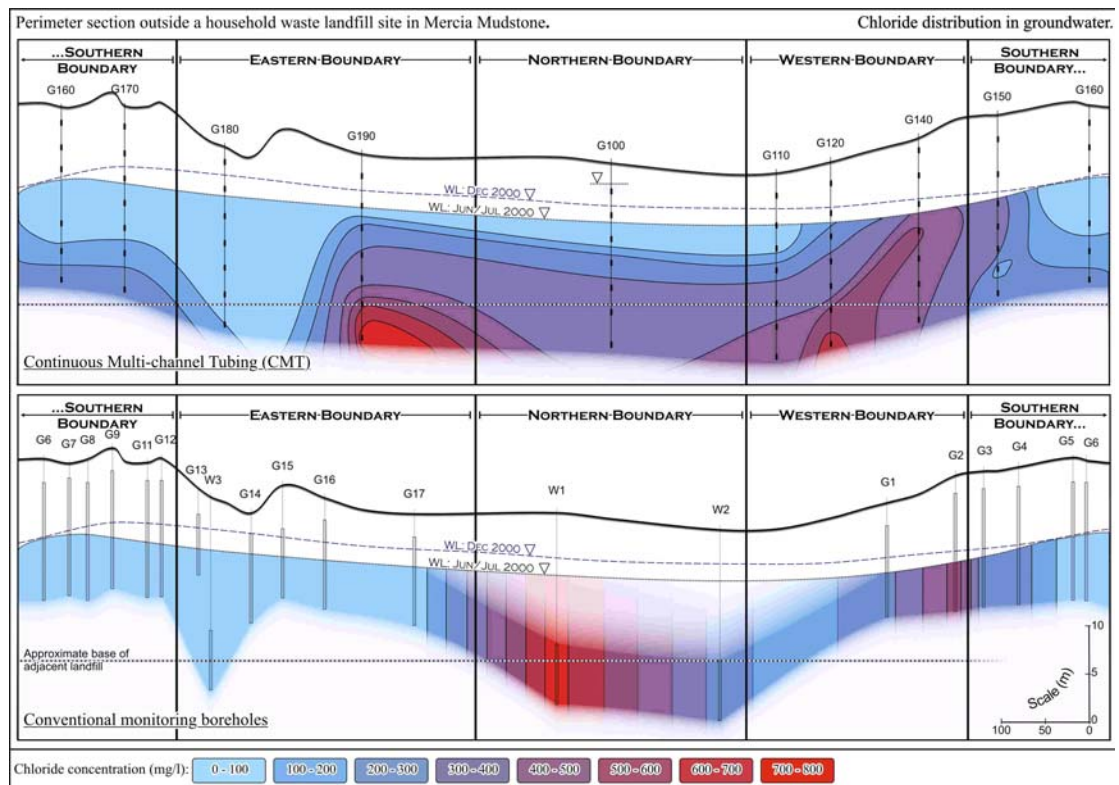 Perimeter section outside a household waste landfill site in Mercia Mudstone.
Chloride distribution in groundwater.
...SOUTHERN BOUNDARY
EASTERN BOUNDARY
NORTHERN BOUNDARY
WESTERN BOUNDARY
SOUTHERN BOUNDARY...
G160
G170
G180
G190
G100
G110
G120
G140
G150
G160
WL: DEC 2000
WL: JUN/JUL 2000
Continuous Multi-channel Tubing (CMT)
...SOUTHERN BOUNDARY
EASTERN BOUNDARY
NORTHERN BOUNDARY
WESTERN BOUNDARY
SOUTHERN BOUNDARY...
G6
G7
G8
G9
G11
G12
G13
W3
G14
G15
G16
G17
W1
W2
G1
G2
G3
G4
G5
G6
WL: DEC 2000
WL: JUN/JUL 2000
Approximate base of
adjacent landfill
Conventional monitoring boreholes
10
5
0
Scale (m)
100 50 0
Chloride concentration (mg/l): 0 - 100 100 - 200 200 - 300 300 - 400 400 - 500 500 - 600 600 - 700 700 - 800